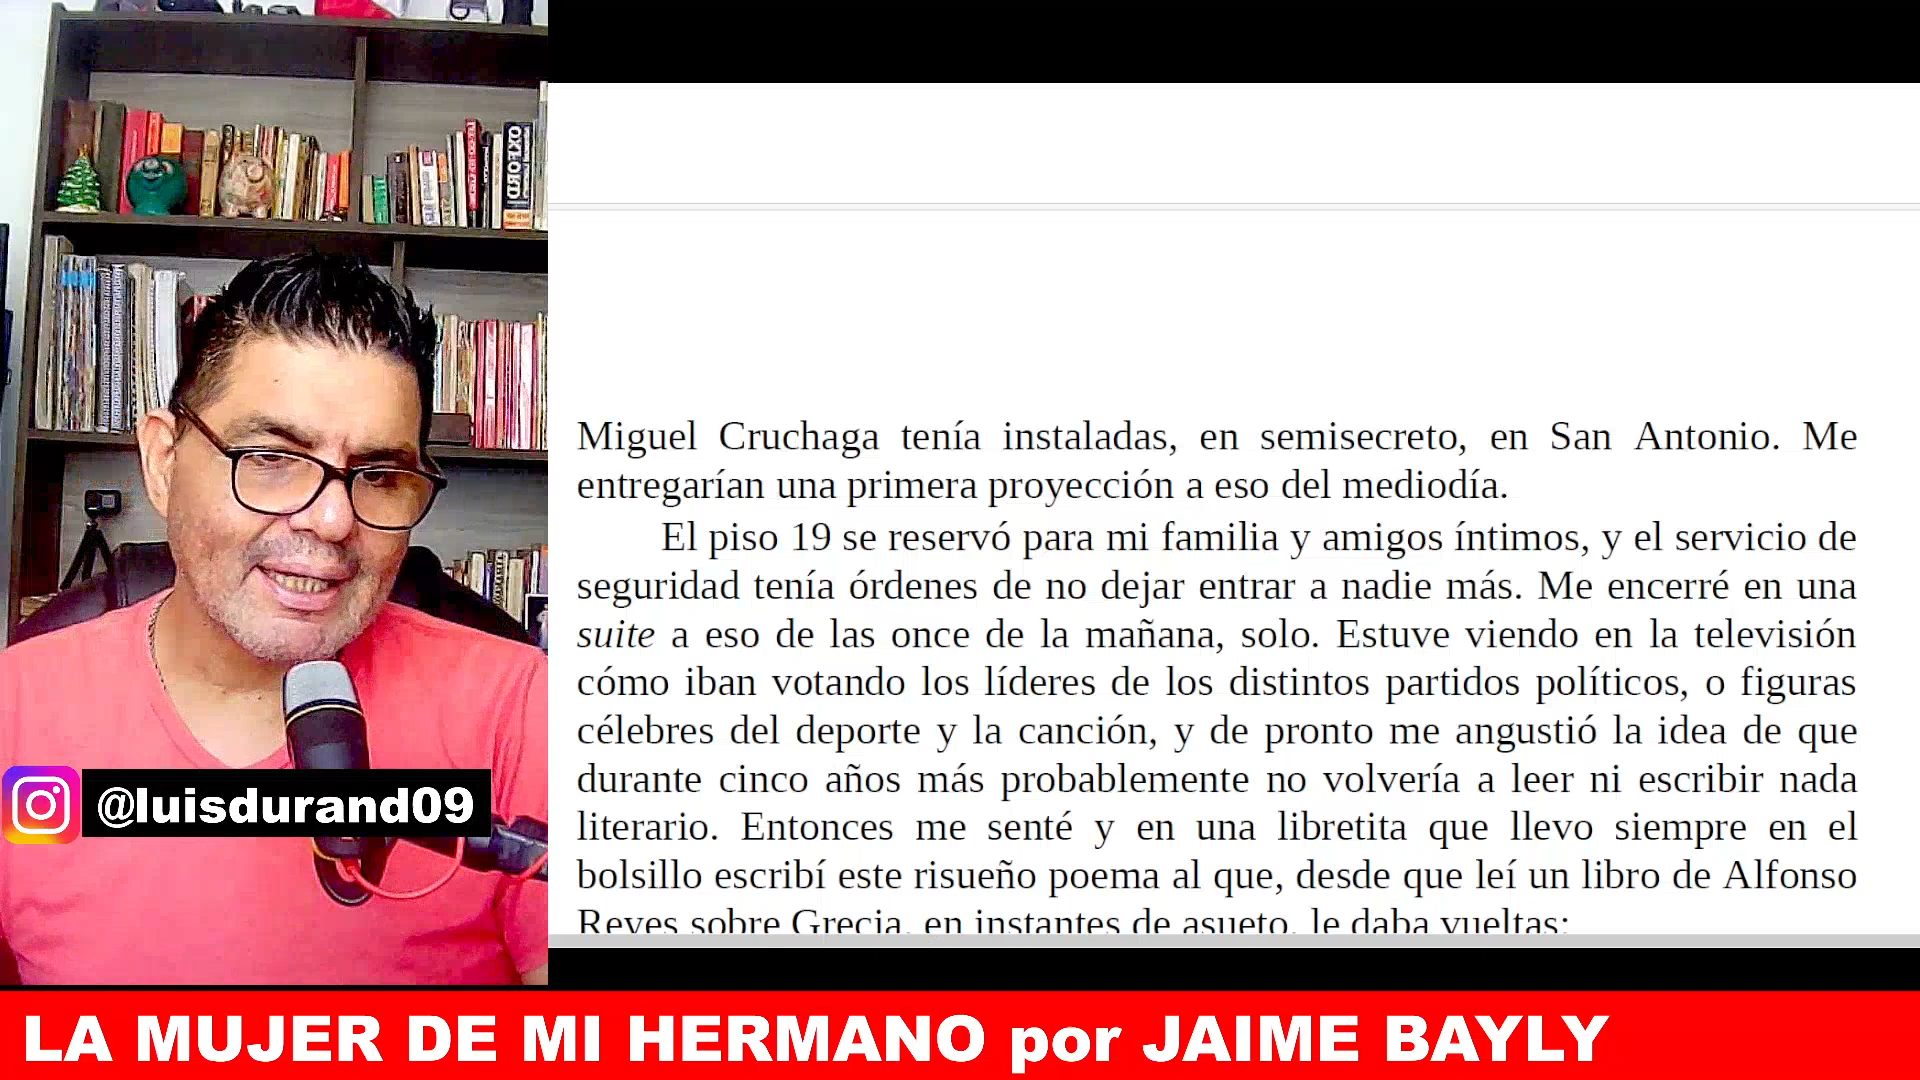 OXFORD
Miguel Cruchaga tenía instaladas, en semisecreto, en San Antonio. Me
entregarían una primera proyección a eso del mediodía.
El piso 19 se reservó para mi familia y amigos íntimos, y el servicio de
seguridad tenía órdenes de no dejar entrar a nadie más. Me encerré en una
suite a eso de las once de la mañana, solo. Estuve viendo en la televisión
cómo iban votando los líderes de los distintos partidos políticos, o figuras
célebres del deporte y la canción, y de pronto me angustió la idea de que
durante cinco años más probablemente no volvería a leer ni escribir nada
literario. Entonces me senté y en una libretita que llevo siempre en el
bolsillo escribí este risueño poema al que, desde que leí un libro de Alfonso
Reyes sobre Grecia, en instantes de asueto, le daba vueltas:
@luisdurand09
LA MUJER DE MI HERMANO por JAIME BAYLY